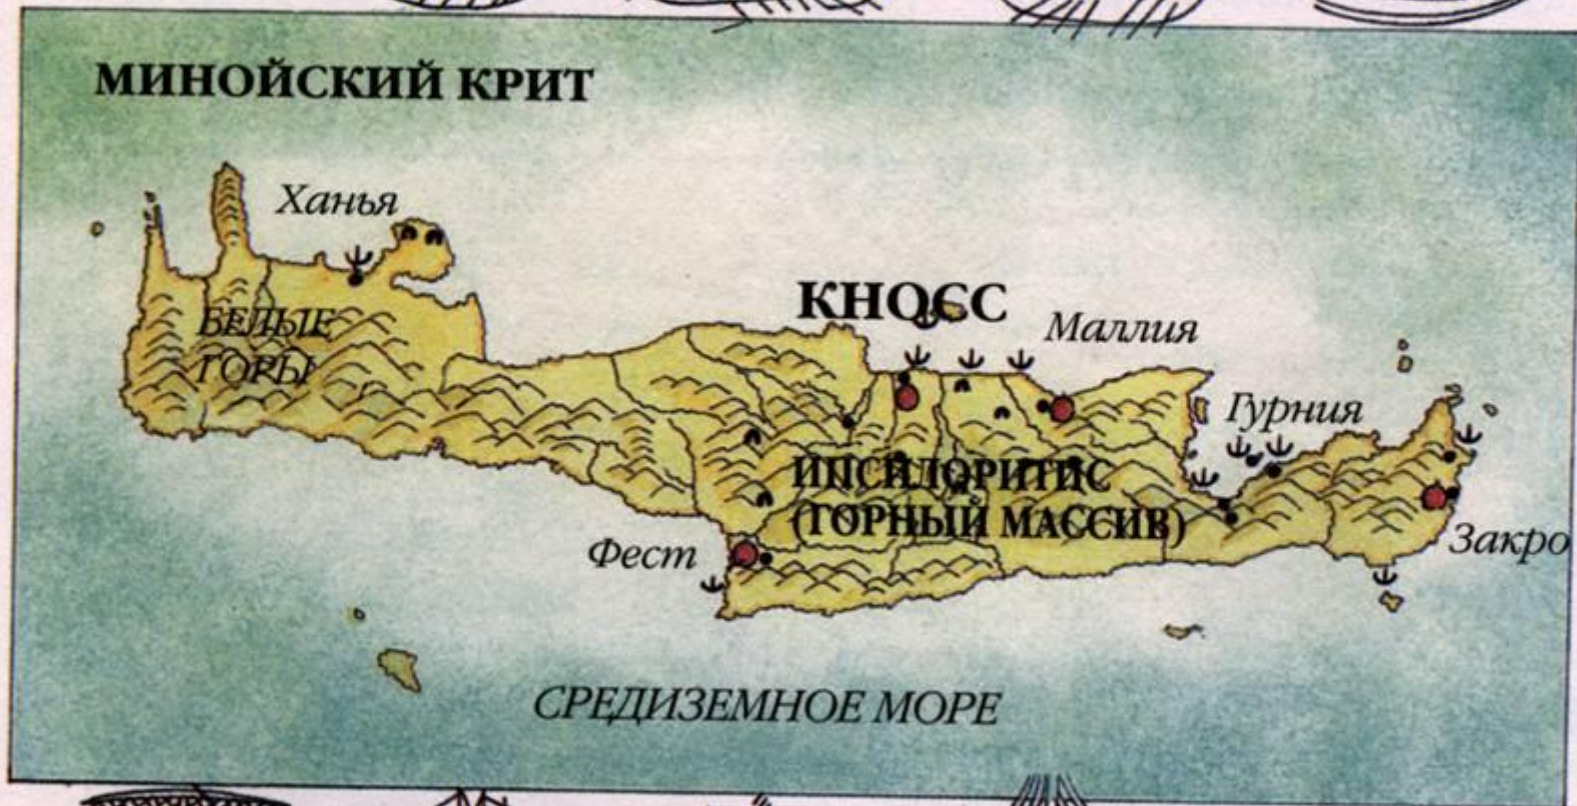 МИНОЙСКИЙ КРИТ
Ханья
БЕЛЫЕ
ГОРЫ
КНОСС
Маллия
Гурния
ИПСИЛОРИТИС
(ГОРНЫЙ МАССИВ)
Фест
Закро
СРЕДИЗЕМНОЕ МОРЕ